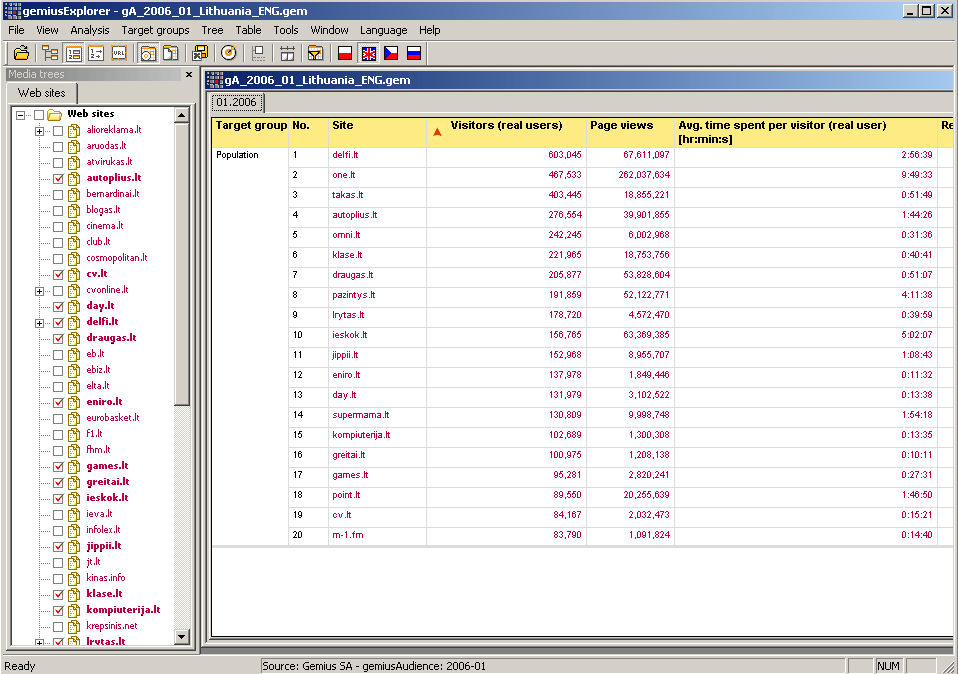 gemiusExplorer - gA_2006_01_Lithuania_ENG.gem
File View Analysis Target groups Tree Table Tools Window Language Help
URL
Media trees
Web sites
Web sites
alioreklama.lt
aruodas.lt
atvirukas.lt
autoplius.lt
bernardinai.lt
blogas.lt
cinema.lt
club.lt
cosmopolitan.lt
cv.lt
cvonline.lt
day.lt
delfi.lt
draugas.lt
eb.lt
ebiz.lt
elta.lt
eniro.lt
eurobasket.lt
f1.lt
fhm.lt
games.lt
greitai.lt
ieskok.lt
ieva.lt
infolex.lt
jippii.lt
jt.lt
kinas.info
klase.lt
kompiuterija.lt
krepsinis.net
lrytas.lt
gA_2006_01_Lithuania_ENG.gem
01.2006
Target group No. Site Visitors (real users) Page views Avg. time spent per visitor (real user) [hr:min:s] Re
Population 1 delfi.lt 603,045 67,611,097 2:56:39
2 one.lt 467,533 262,037,634 9:49:33
3 takas.lt 403,445 18,855,221 0:51:49
4 autoplius.lt 276,554 39,901,855 1:44:26
5 omni.lt 242,245 6,002,968 0:31:36
6 klase.lt 221,965 18,753,756 0:40:41
7 draugas.lt 205,877 53,828,604 0:51:07
8 pazintys.lt 191,859 52,122,771 4:11:38
9 lrytas.lt 178,720 4,572,470 0:39:59
10 ieskok.lt 156,765 63,369,385 5:02:07
11 jippii.lt 152,968 8,955,707 1:08:43
12 eniro.lt 137,978 1,849,446 0:11:32
13 day.lt 131,979 3,102,522 0:13:38
14 supermama.lt 130,809 9,998,748 1:54:18
15 kompiuterija.lt 102,689 1,300,308 0:13:35
16 greitai.lt 100,975 1,208,138 0:10:11
17 games.lt 95,281 2,820,241 0:27:31
18 point.lt 89,550 20,255,639 1:46:50
19 cv.lt 84,167 2,032,473 0:15:21
20 m-1.fm 83,790 1,091,824 0:14:40
Ready Source: Gemius SA - gemiusAudience: 2006-01 NUM